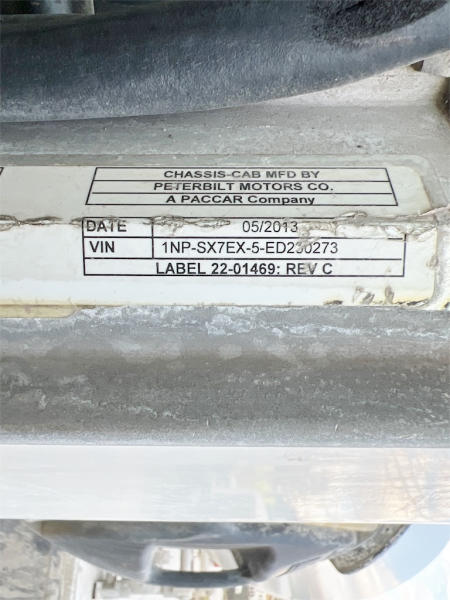 CHASSIS-CAB MFD BY
PETERBILT MOTORS CO.
A PACCAR Company
DATE 05/2013
VIN 1NP-SX7EX-5-ED230273
LABEL 22-01469: REV C